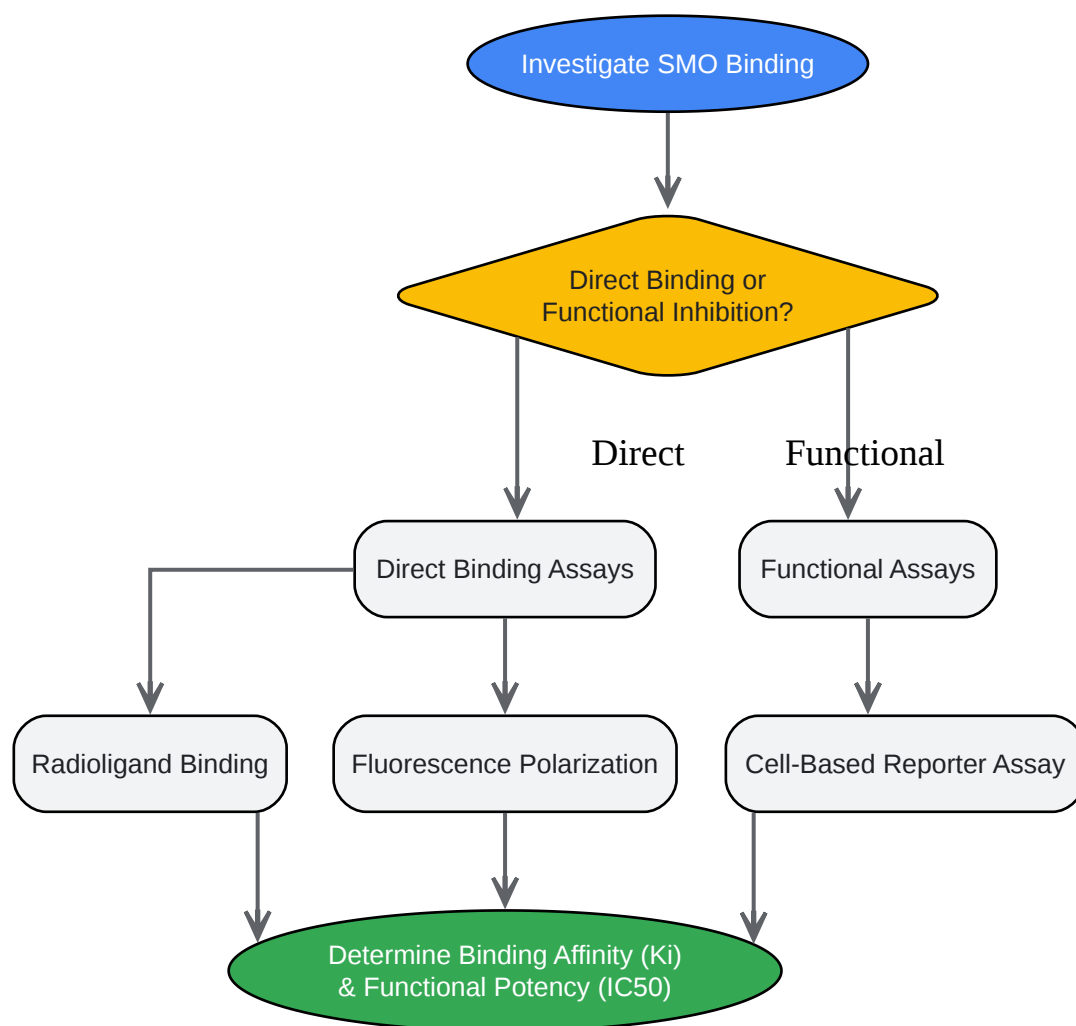 Investigate SMO Binding
Direct Binding or
Functional Inhibition?
Direct
Functional
Direct Binding Assays
Functional Assays
Radioligand Binding
Fluorescence Polarization
Cell-Based Reporter Assay
Determine Binding Affinity (Ki)
& Functional Potency (IC50)